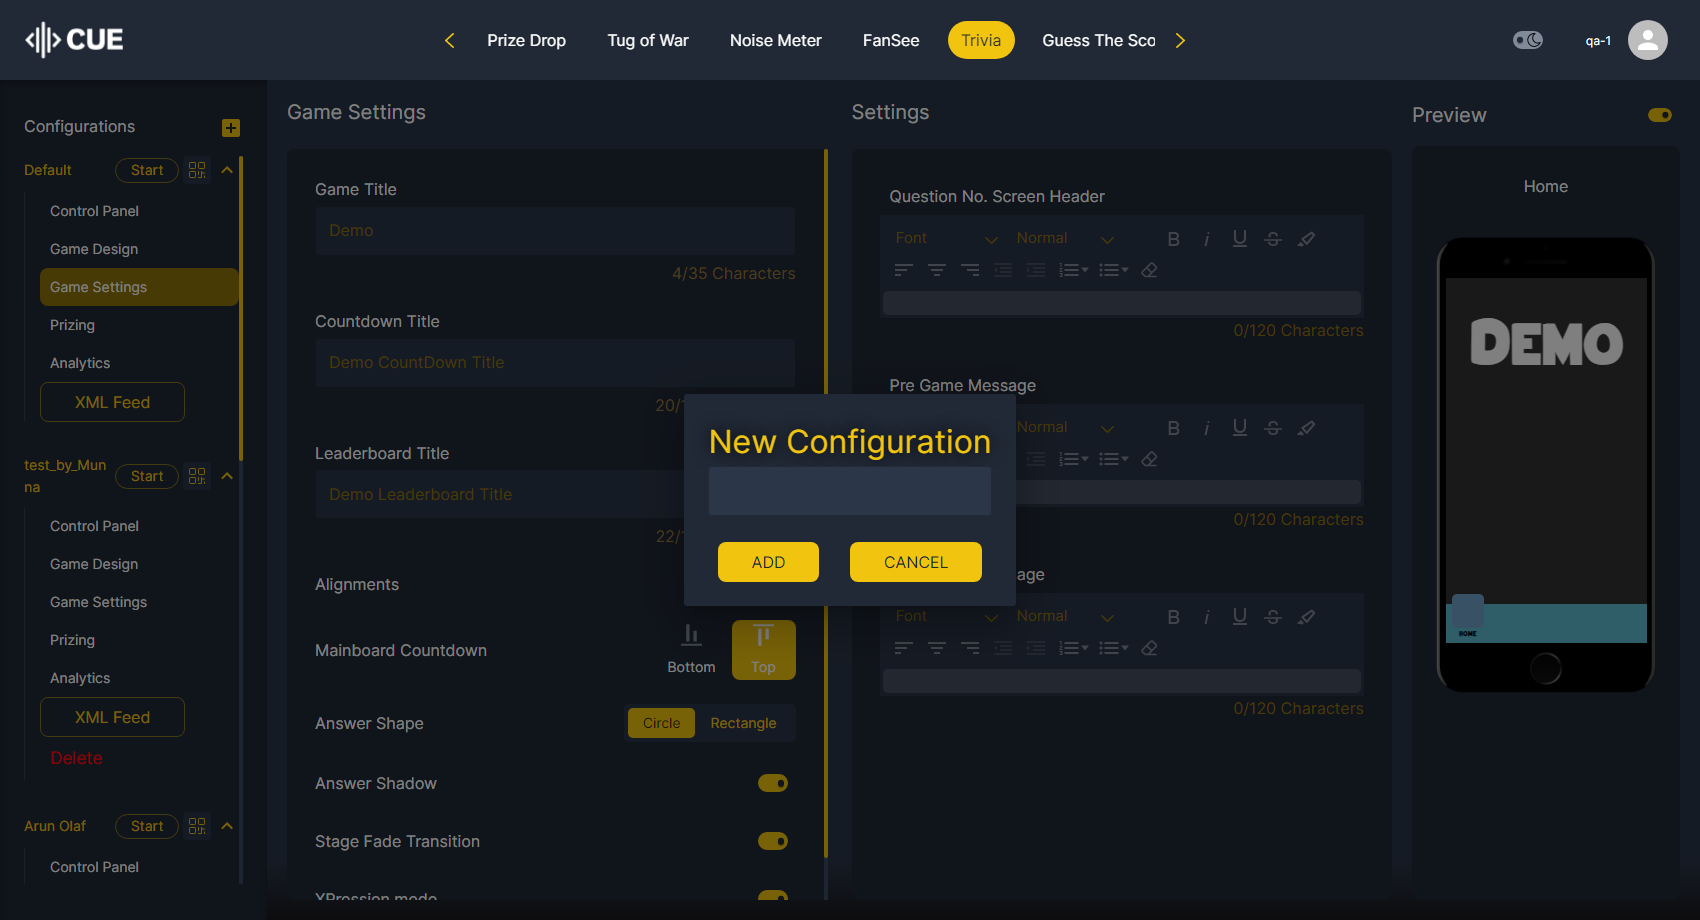 CUE
Prize Drop
Tug of War
Noise Meter
FanSee
Trivia
Guess The Sco
qa-1
Configurations
Default
Start
Control Panel
Game Design
Game Settings
Prizing
Analytics
XML Feed
test_by_Mun
na
Start
Control Panel
Game Design
Game Settings
Prizing
Analytics
XML Feed
Delete
Arun Olaf
Start
Control Panel
Game Settings
Game Title
Demo
4/35 Characters
Countdown Title
Demo CountDown Title
20/
Leaderboard Title
Demo Leaderboard Title
22/
Alignments
Mainboard Countdown
Bottom
Top
Answer Shape
Circle
Rectangle
Answer Shadow
Stage Fade Transition
XPression mode
New Configuration
ADD
CANCEL
Settings
Question No. Screen Header
Font
Normal
0/120 Characters
Pre Game Message
Normal
0/120 Characters
age
Font
Normal
0/120 Characters
Preview
Home
DEMO
HOME